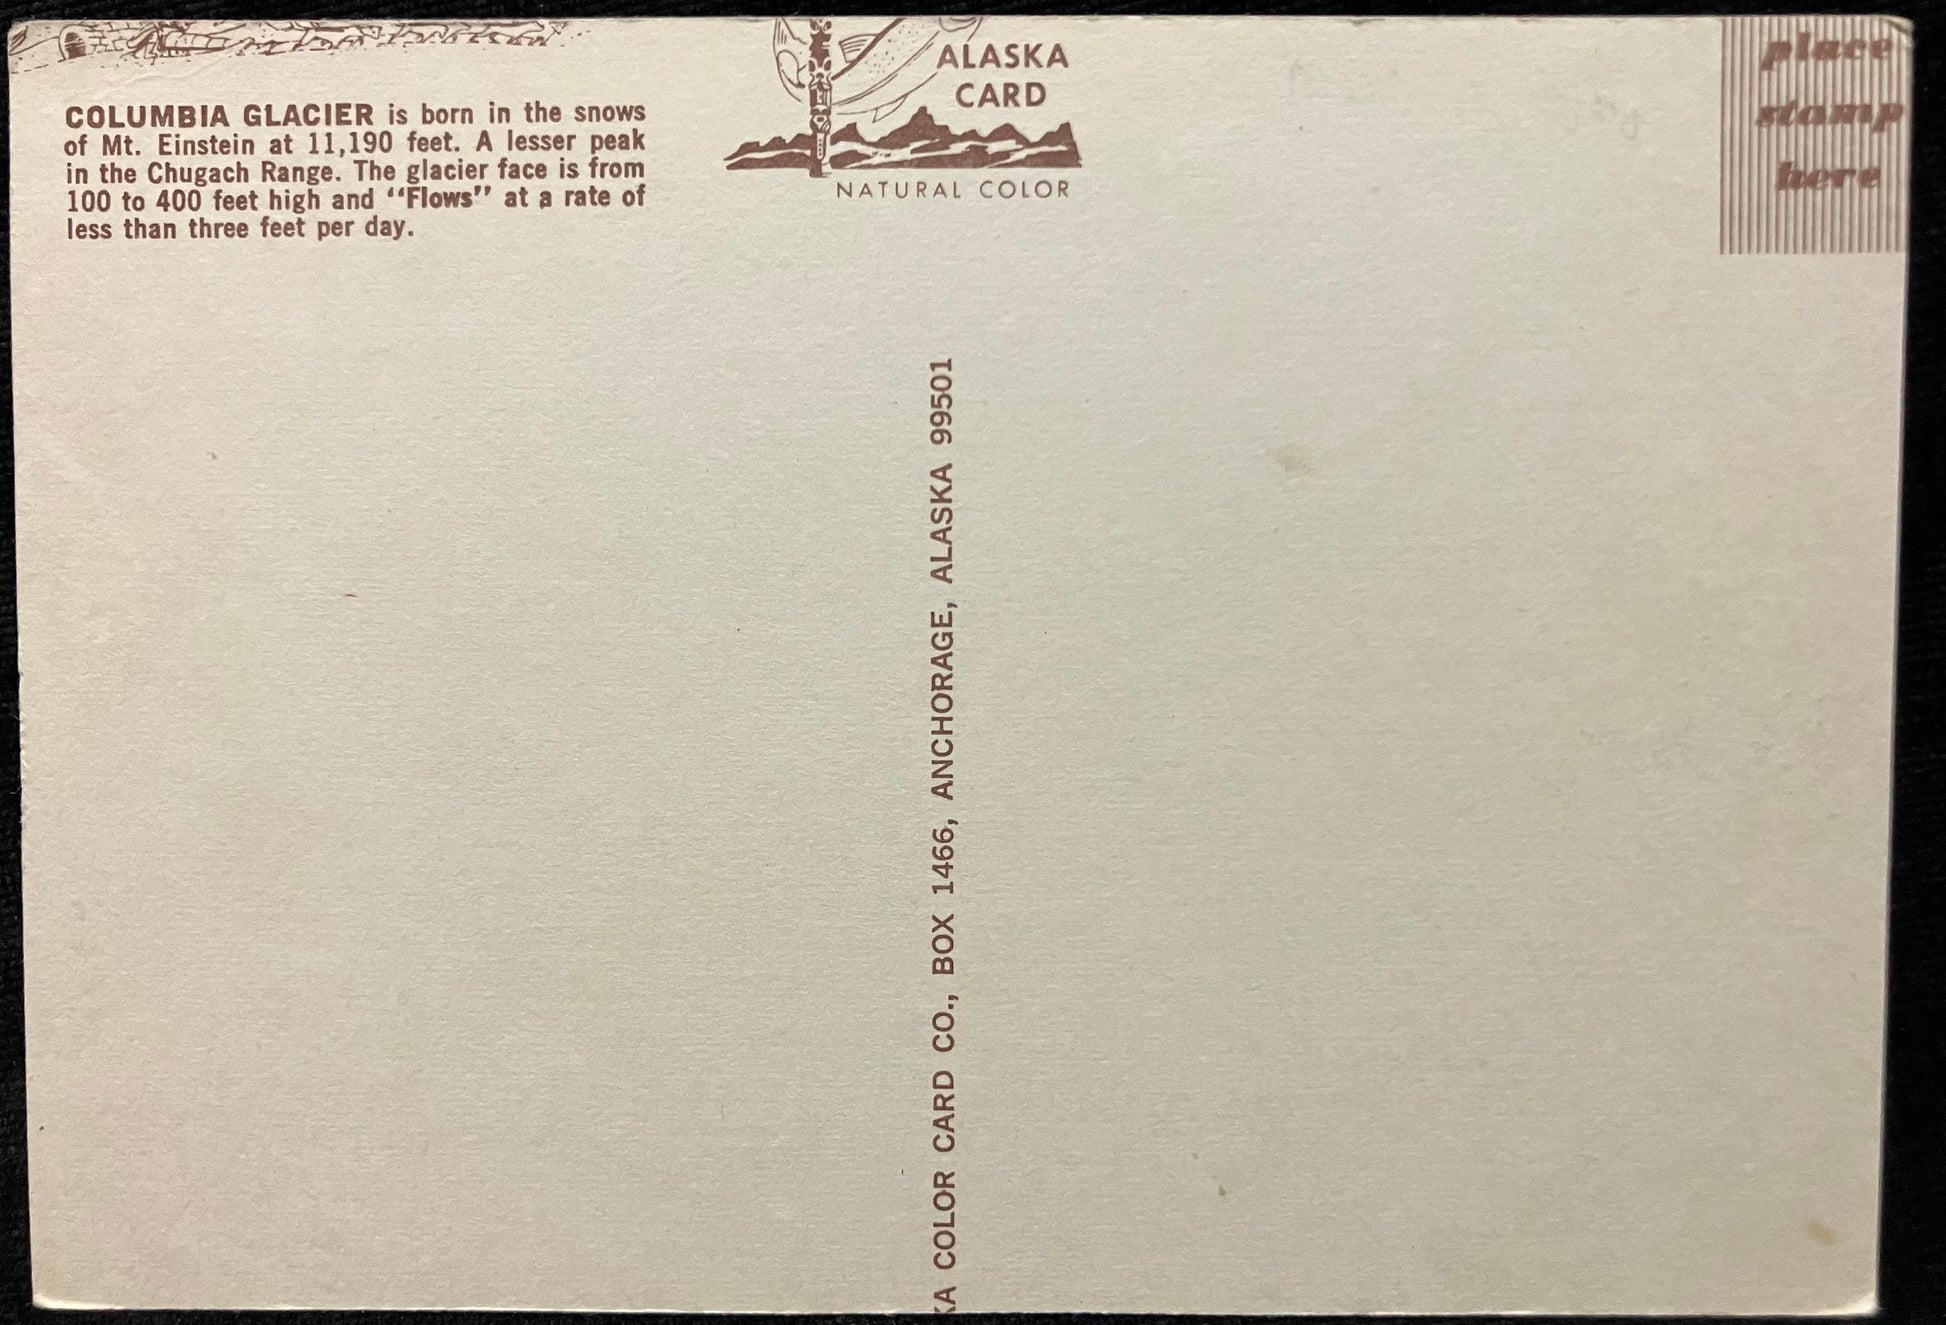 COLUMBIA GLACIER is born in the snows
of Mt. Einstein at 11,190 feet. A lesser peak
in the Chugach Range. The glacier face is from
100 to 400 feet high and "Flows" at a rate of
less than three feet per day.
ALASKA
CARD
NATURAL COLOR
place
stamp
here
KA COLOR CARD CO., BOX 1466, ANCHORAGE, ALASKA 99501